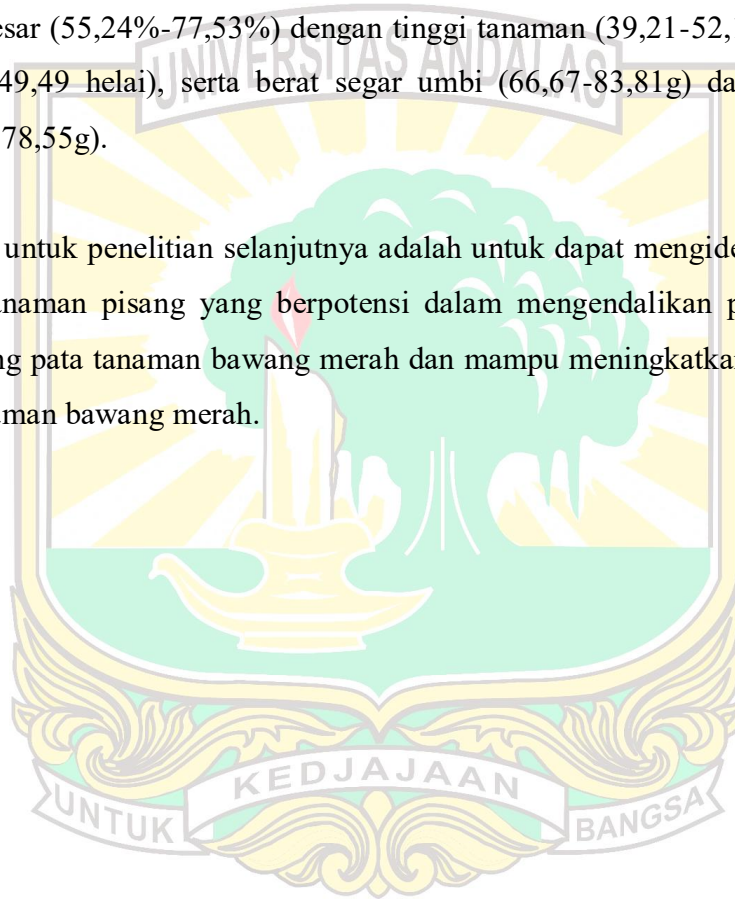 esar (55,24%-77,53%) dengan tinggi tanaman (39,21-52,
49,49 helai), serta berat segar umbi (66,67-83,81g) da
78,55g).
untuk penelitian selanjutnya adalah untuk dapat mengide
anaman pisang yang berpotensi dalam mengendalikan p
ng pata tanaman bawang merah dan mampu meningkatka
aman bawang merah.
UNIVERSITAS ANDALAS
KEDJAJAAN
UNTUK
BANGSA